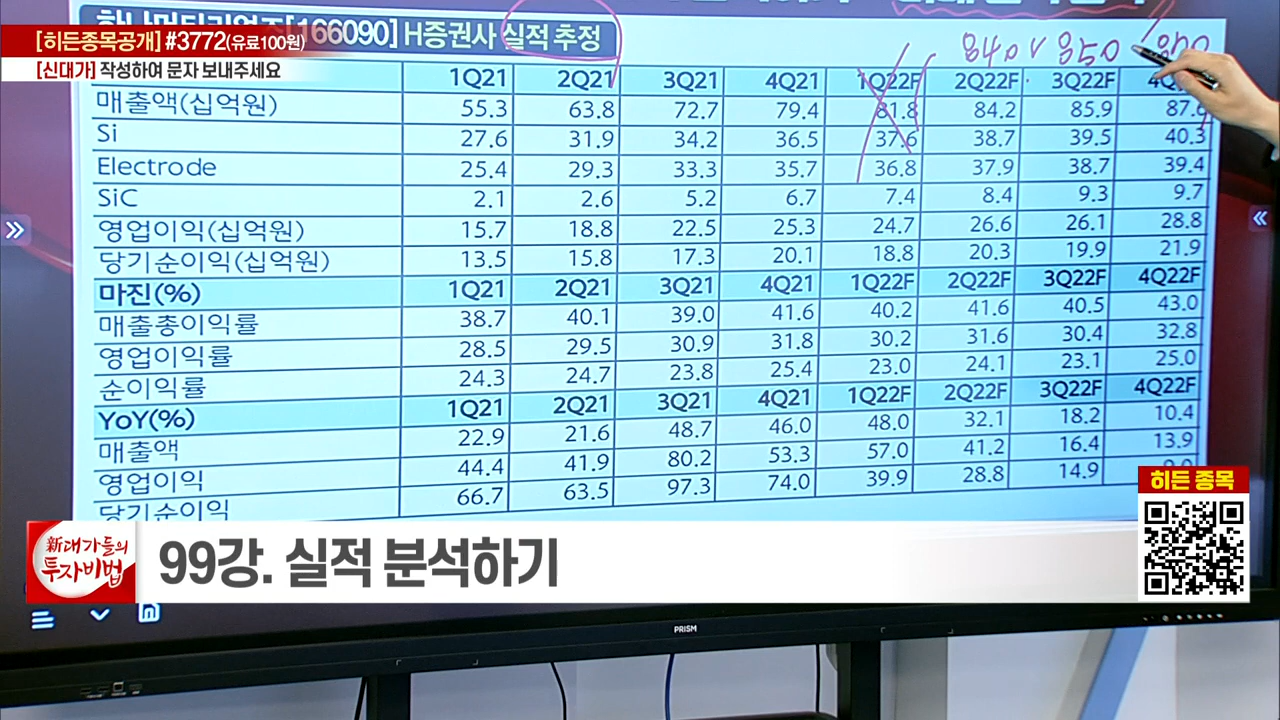 [166090] H증권사 실적 추정
[히든종목공개] #3772(유료100원)
[신대가] 작성하여 문자 보내주세요
840 850
1Q21 2Q21 3Q21 4Q21 1Q22F 2Q22F 3Q22F
매출액(십억원) 55.3 63.8 72.7 79.4 81.8 84.2 85.9 87.6
Si 27.6 31.9 34.2 36.5 37.6 38.7 39.5 40.3
Electrode 25.4 29.3 33.3 35.7 36.8 37.9 38.7 39.4
SiC 2.1 2.6 5.2 6.7 7.4 8.4 9.3 9.7
영업이익(십억원) 15.7 18.8 22.5 25.3 24.7 26.6 26.1 28.8
당기순이익(십억원) 13.5 15.8 17.3 20.1 18.8 20.3 19.9 21.9
마진(%) 1Q21 2Q21 3Q21 4Q21 1Q22F 2Q22F 3Q22F 4Q22F
매출총이익률 38.7 40.1 39.0 41.6 40.2 41.6 40.5 43.0
영업이익률 28.5 29.5 30.9 31.8 30.2 31.6 30.4 32.8
순이익률 24.3 24.7 23.8 25.4 23.0 24.1 23.1 25.0
YoY(%) 1Q21 2Q21 3Q21 4Q21 1Q22F 2Q22F 3Q22F 4Q22F
매출액 22.9 21.6 48.7 46.0 48.0 32.1 18.2 10.4
영업이익 44.4 41.9 80.2 53.3 57.0 41.2 16.4 13.9
당기순이익 66.7 63.5 97.3 74.0 39.9 28.8 14.9
히든 종목
新대가들의
투자비법
99강. 실적 분석하기
PRISM